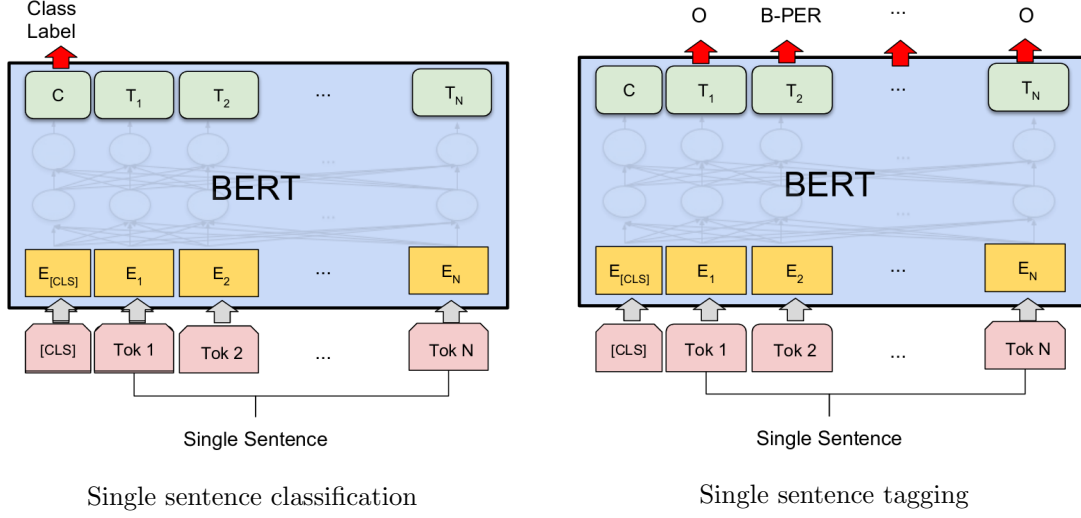 Class
Label
C T1 T2 ... TN
...
BERT
...
E[CLS] E1 E2 ... EN
[CLS] Tok 1 Tok 2 ... Tok N
Single Sentence
Single sentence classification
O B-PER ... O
C T1 T2 ... TN
...
BERT
...
E[CLS] E1 E2 ... EN
[CLS] Tok 1 Tok 2 ... Tok N
Single Sentence
Single sentence tagging